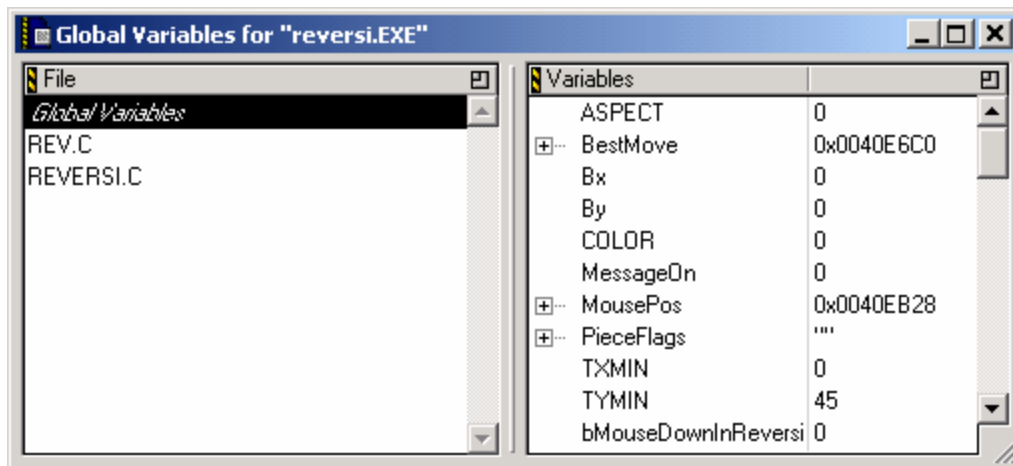 Global Variables for "reversi.EXE"
File
Global Variables
REV.C
REVERSI.C
Variables
ASPECT 0
BestMove 0x0040E6C0
Bx 0
By 0
COLOR 0
MessageOn 0
MousePos 0x0040EB28
PieceFlags ""
TXMIN 0
TYMIN 45
bMouseDownInReversi 0